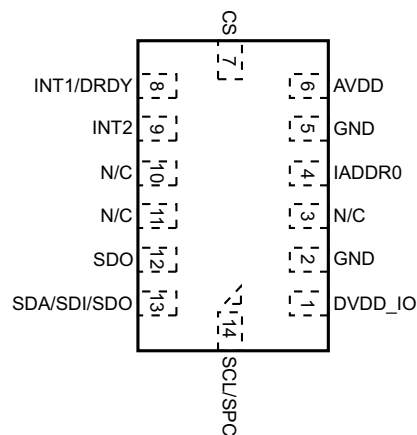 CS
7
INT1/DRDY 8 6 AVDD
INT2 9 5 GND
N/C 10 4 IADDR0
N/C 11 3 N/C
SDO 12 2 GND
SDA/SDI/SDO 13 1 DVDD_IO
14
SCL/SPC